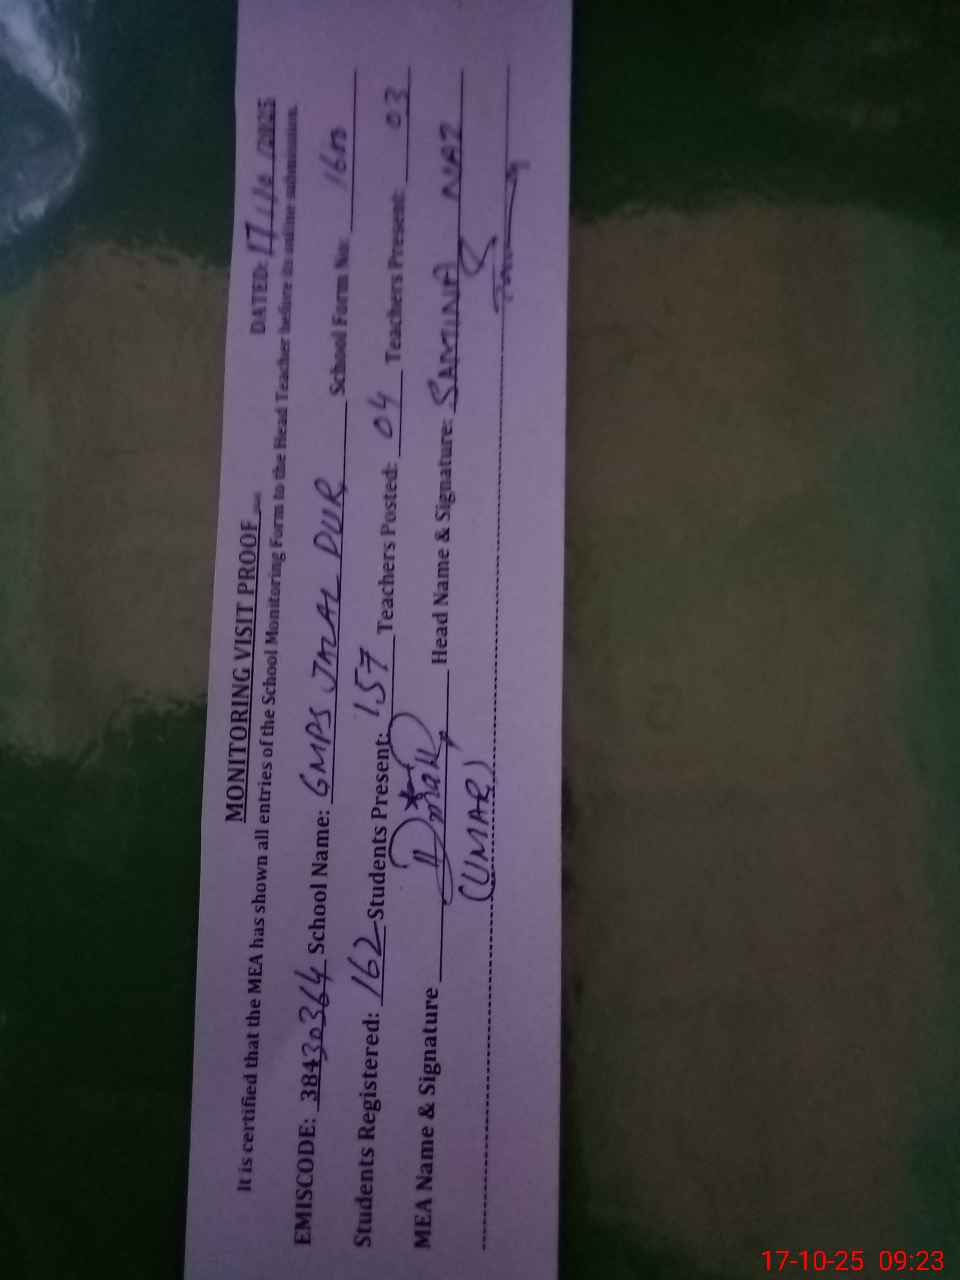 MONITORING VISIT PROOF
DATED: 17/10/2025
It is certified that the MEA has shown all entries of the School Monitoring Form to the Head Teacher before its online submission.
EMISCODE: 38430364 School Name: GMPS JALAL PUR School Form No:
Students Registered: 162 Students Present: 157 Teachers Posted: 04 Teachers Present: 03
MEA Name & Signature Head Name & Signature: SAMINA NAZ
(UMAR)
17-10-25 09:23